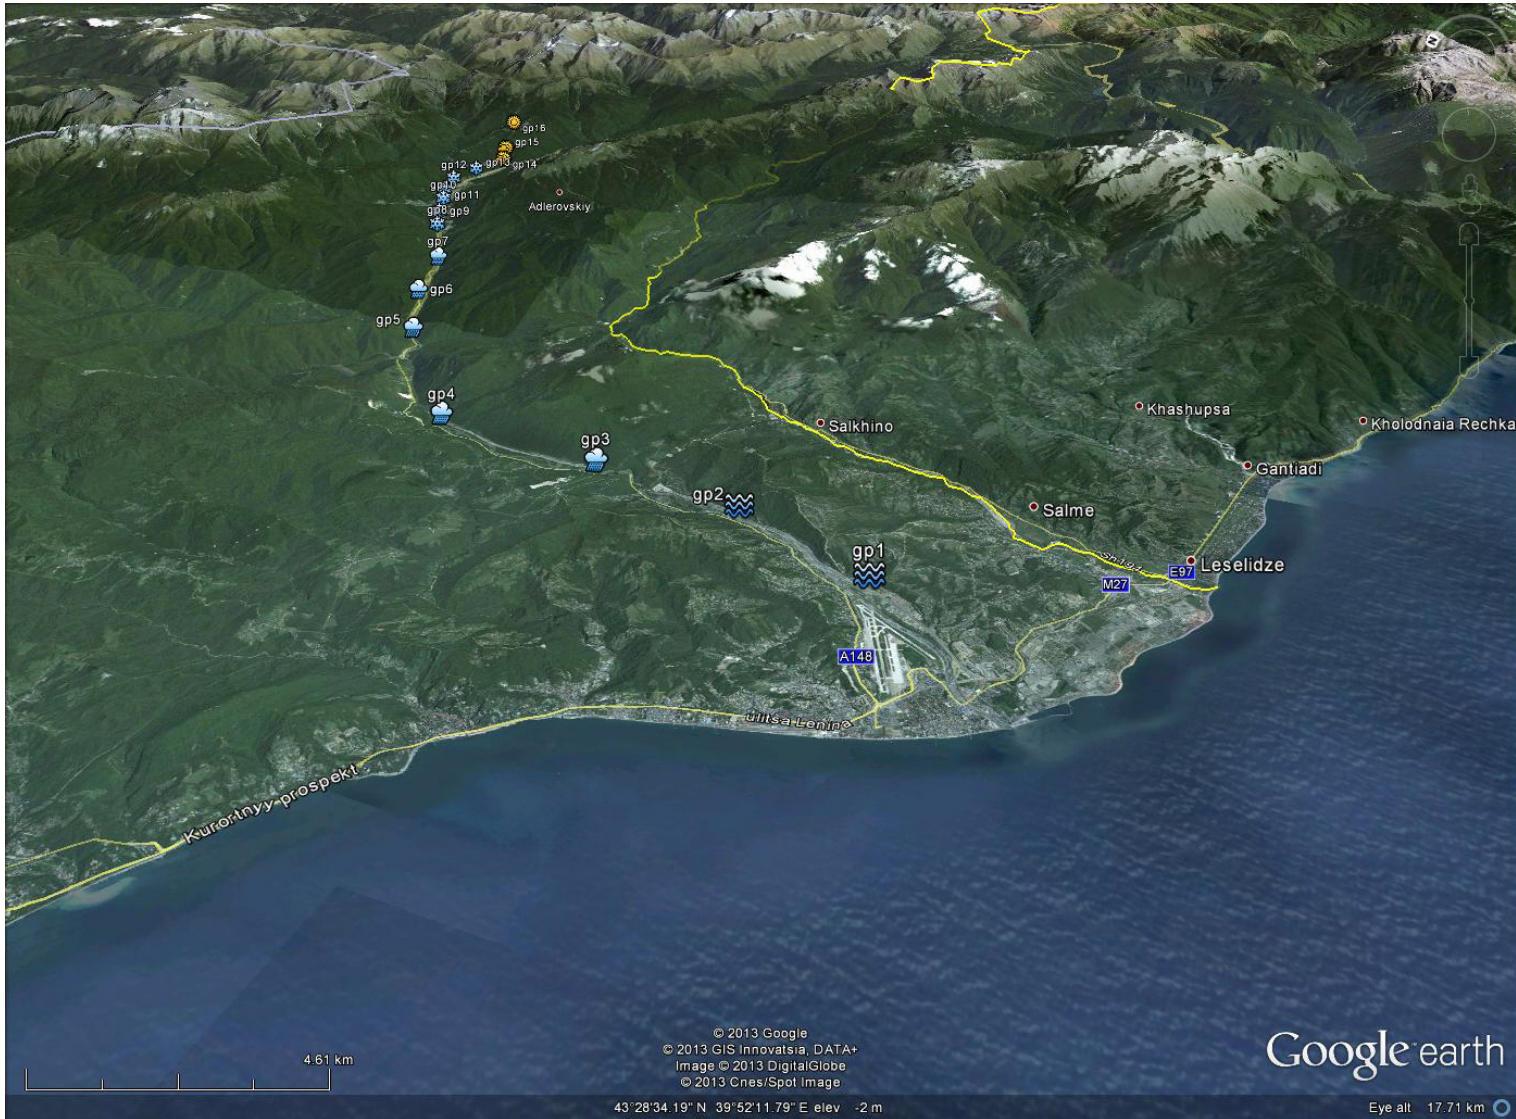 N
gp16
gp15
gp12
gp13
gp14
gp10
gp11
Adlerovskiy
gp8
gp9
gp7
gp6
gp5
gp4
Khashupsa
Salkhino
Kholodnaia Rechka
gp3
Gantiadi
gp2
Salme
gp1
Sn194
Leselidze
E97
M27
A148
ulitsa Lenina
Kurortnyy prospekt
© 2013 Google
© 2013 GIS Innovatsia, DATA+
Image © 2013 DigitalGlobe
© 2013 Cnes/Spot Image
4.61 km
Google earth
43°28'34.19" N 39°52'11.79" E elev -2 m
Eye alt 17.71 km